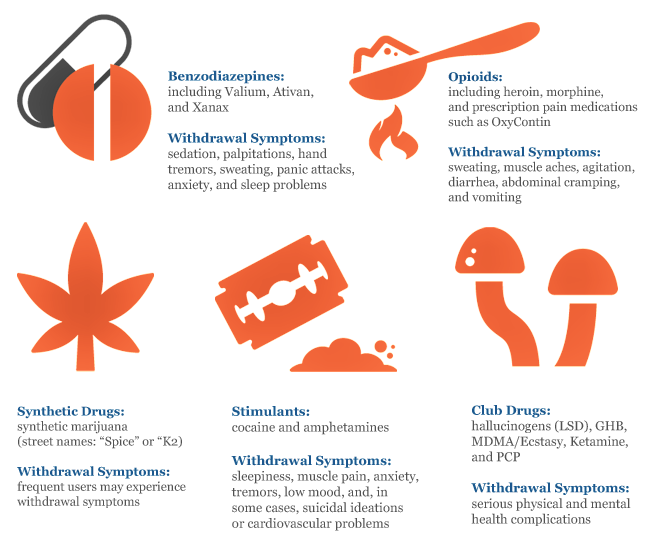 Benzodiazepines:
including Valium, Ativan,
and Xanax
Withdrawal Symptoms:
sedation, palpitations, hand
tremors, sweating, panic attacks,
anxiety, and sleep problems
Opioids:
including heroin, morphine,
and prescription pain medications
such as OxyContin
Withdrawal Symptoms:
sweating, muscle aches, agitation,
diarrhea, abdominal cramping,
and vomiting
Synthetic Drugs:
synthetic marijuana
(street names: “Spice” or “K2)
Withdrawal Symptoms:
frequent users may experience
withdrawal symptoms
Stimulants:
cocaine and amphetamines
Withdrawal Symptoms:
sleepiness, muscle pain, anxiety,
tremors, low mood, and, in
some cases, suicidal ideations
or cardiovascular problems
Club Drugs:
hallucinogens (LSD), GHB,
MDMA/Ecstasy, Ketamine,
and PCP
Withdrawal Symptoms:
serious physical and mental
health complications